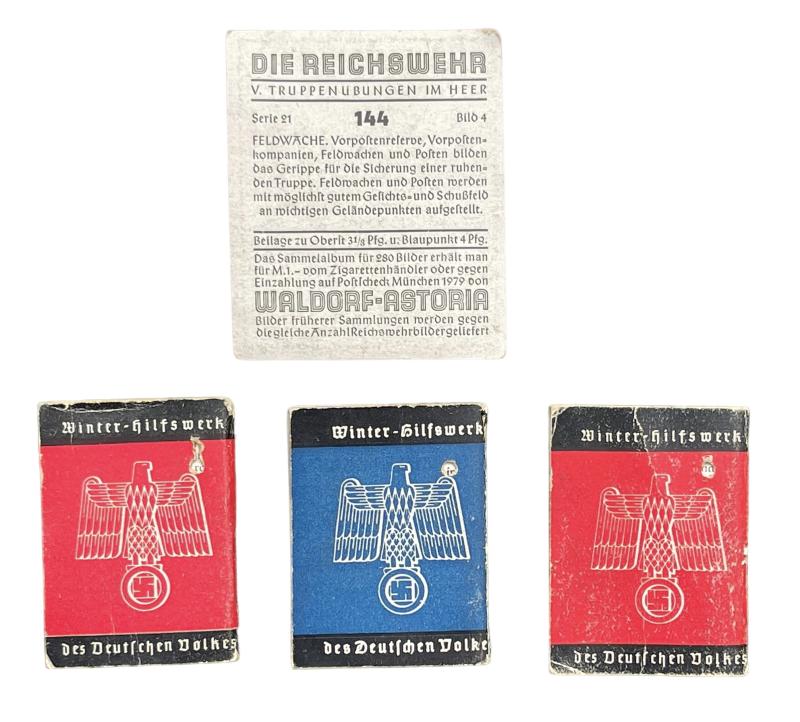 DIE REICHSWEHR
V. TRUPPENÜBUNGEN IM HEER
Serie 21 144 Bild 4
FELDWACHE. Vorpostenreserve, Vorposten-
kompanien, Feldwachen und Posten bilden
das Gerippe für die Sicherung einer ruhen-
den Truppe. Feldwachen und Posten werden
mit möglichst gutem Gesichts- und Schußfeld
an wichtigen Geländepunkten aufgestellt.
Beilage zu Oberst 3 1/3 Pfg. u. Blaupunkt 4 Pfg.
Das Sammelalbum für 280 Bilder erhält man
für M.1.– vom Zigarettenhändler oder gegen
Einzahlung auf Postscheck München 1979 von
WALDORF-ASTORIA
Bilder früherer Sammlungen werden gegen
die gleiche Anzahl Reichswehrbilder geliefert
Winter-Hilfswerk
des Deutschen Volkes
Winter-Hilfswerk
des Deutschen Volke
Winter-Hilfswerk
des Deutschen Volkes